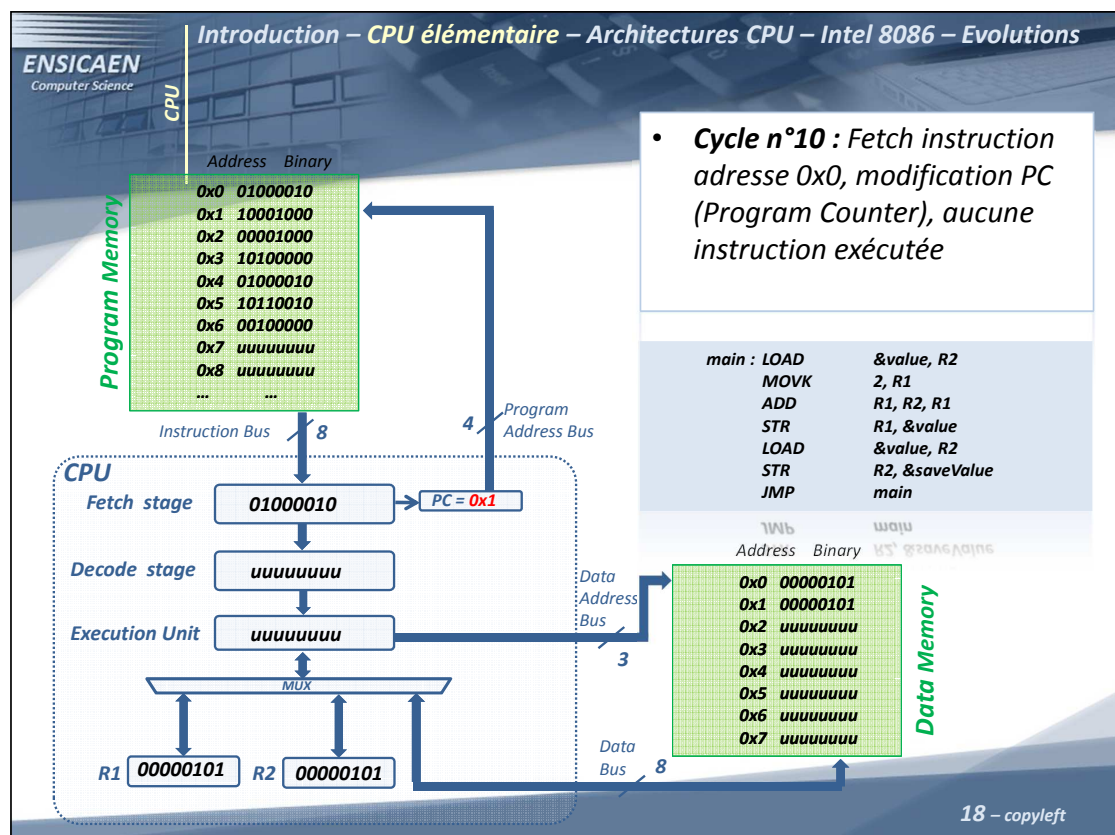 Introduction – CPU élémentaire – Architectures CPU – Intel 8086 – Evolutions
ENSICAEN
Computer Science
CPU
• Cycle n°10 : Fetch instruction
adresse 0x0, modification PC
(Program Counter), aucune
instruction exécutée
Address Binary
0x0 01000010
0x1 10001000
0x2 00001000
0x3 10100000
0x4 01000010
0x5 10110010
0x6 00100000
0x7 uuuuuuuu
0x8 uuuuuuuu
... ...
Program Memory
main : LOAD &value, R2
MOVK 2, R1
ADD R1, R2, R1
STR R1, &value
LOAD &value, R2
STR R2, &saveValue
JMP main
JMP main
R2, &saveValue
Instruction Bus 8
4 Program
Address Bus
CPU
Fetch stage 01000010 PC = 0x1
Decode stage uuuuuuuu
Execution Unit uuuuuuuu
Data
Address
Bus
3
MUX
R1 00000101 R2 00000101
Data
Bus 8
Address Binary
0x0 00000101
0x1 00000101
0x2 uuuuuuuu
0x3 uuuuuuuu
0x4 uuuuuuuu
0x5 uuuuuuuu
0x6 uuuuuuuu
0x7 uuuuuuuu
Data Memory
18 – copyleft